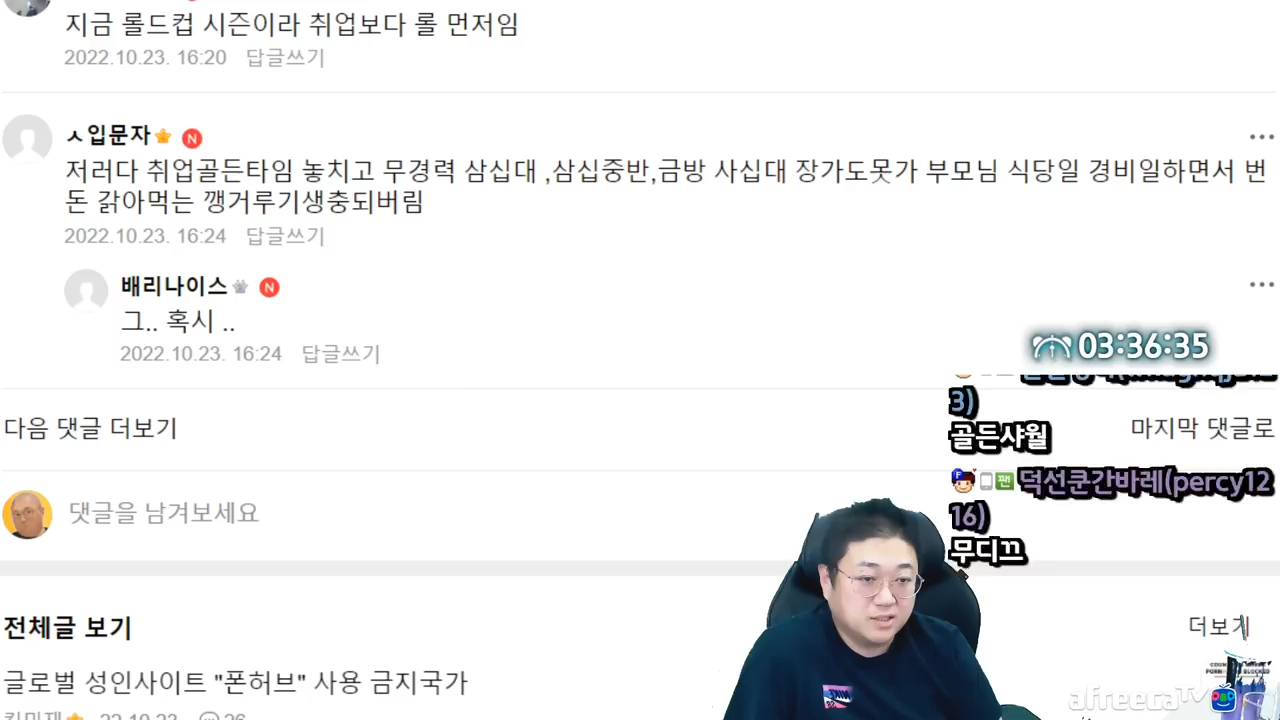 지금 롤드컵 시즌이라 취업보다 롤 먼저임
2022.10.23. 16:20 답글쓰기
ㅅ입문자 N
저러다 취업골든타임 놓치고 무경력 삼십대 ,삼십중반,금방 사십대 장가도못가 부모님 식당일 경비일하면서 번
돈 갉아먹는 깽거루기생충되버림
2022.10.23. 16:24 답글쓰기
배리나이스 N
그.. 혹시 ..
2022.10.23. 16:24 답글쓰기
03:36:35
3)
골든샤월
다음 댓글 더보기
마지막 댓글로
덕선쿤간바레(percy12
16)
무디끄
댓글을 남겨보세요
전체글 보기
더보기
글로벌 성인사이트 "폰허브" 사용 금지국가
afreecaTV